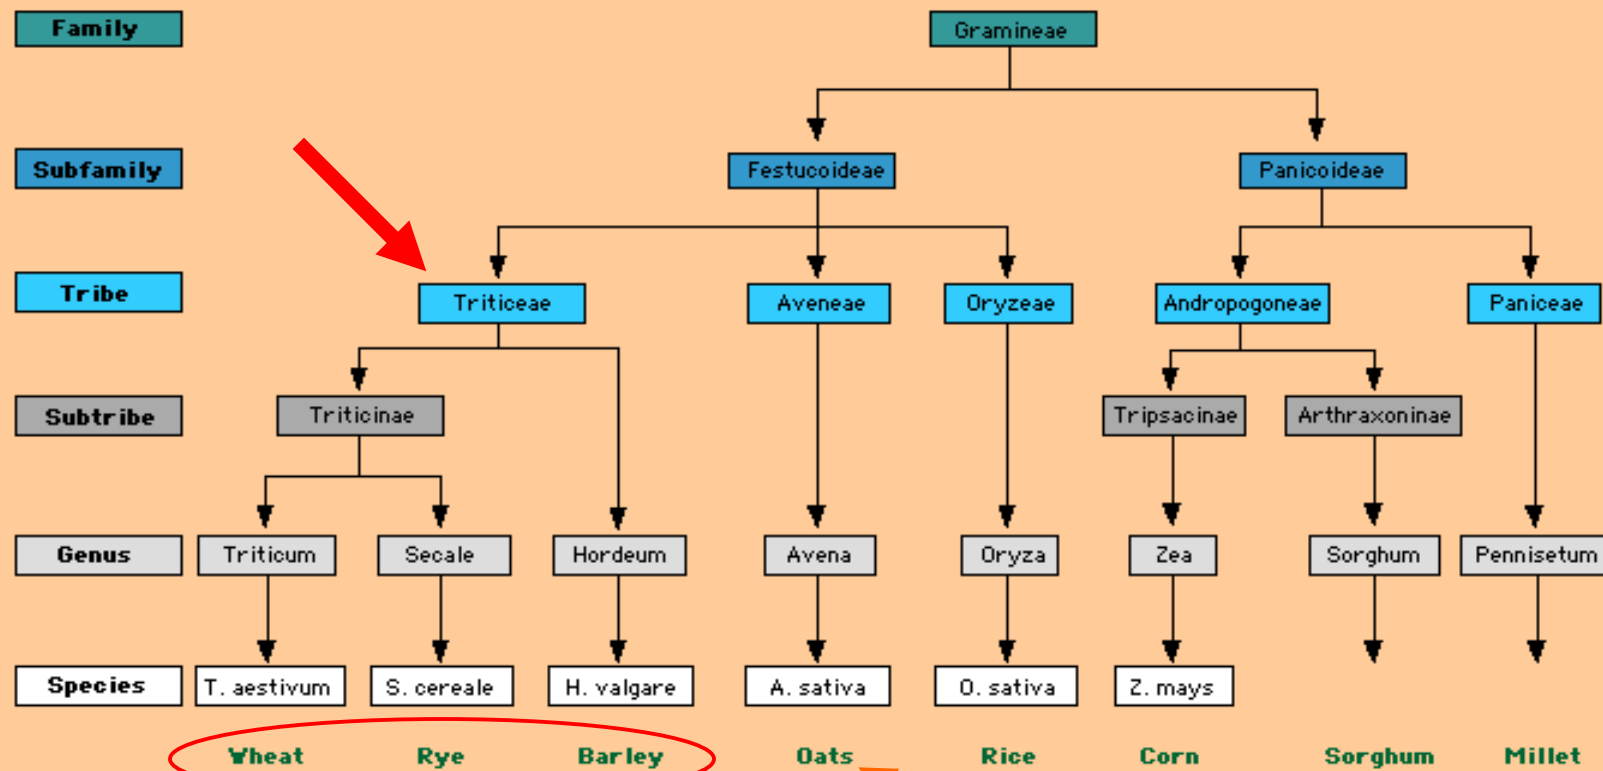 Family Gramineae
Subfamily Festucoideae Panicoideae
Tribe Triticeae Aveneae Oryzeae Andropogoneae Paniceae
Subtribe Triticinae Tripsacinae Arthraxoninae
Genus Triticum Secale Hordeum Avena Oryza Zea Sorghum Pennisetum
Species T. aestivum S. cereale H. valgare A. sativa O. sativa Z. mays
Wheat Rye Barley Oats Rice Corn Sorghum Millet